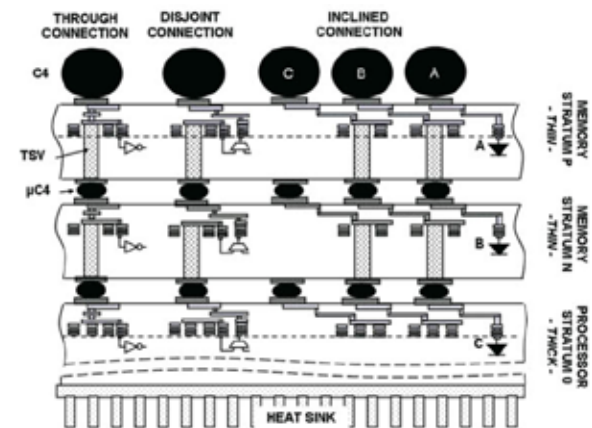 THROUGH
CONNECTION
DISJOINT
CONNECTION
INCLINED
CONNECTION
C4
C
B
A
MEMORY
STRATUM P
- THIN -
A
TSV
µC4
MEMORY
STRATUM N
-THIN-
B
PROCESSOR
STRATUM 0
- THICK -
C
HEAT SINK